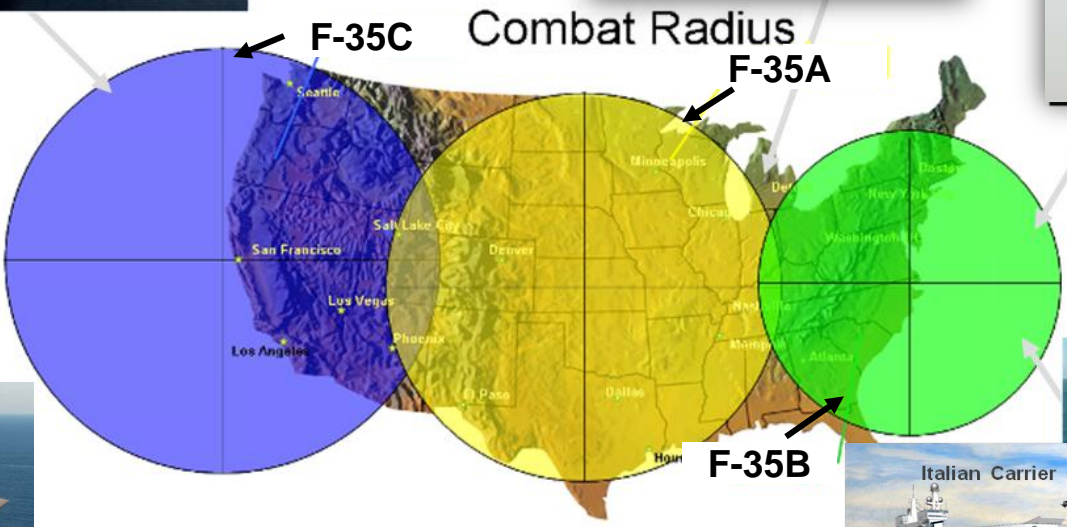 Combat Radius
F-35C
F-35A
Seattle
Minneapolis
Chicago
New York
Washington
Salt Lake City
San Francisco
Denver
Las Vegas
Nashville
Memphis
Los Angeles
Phoenix
Atlanta
El Paso
Dallas
Hou
F-35B
Italian Carrier